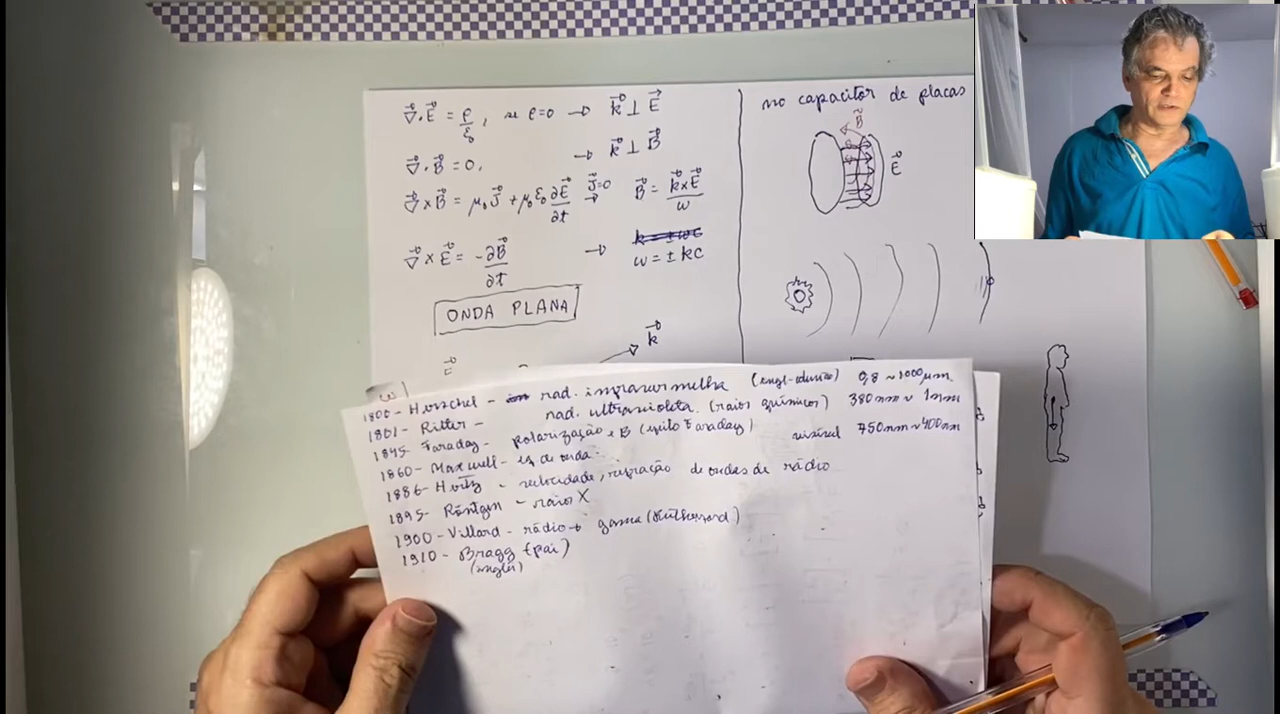 ∇⃗·E⃗ = ρ/ε₀, se ρ=0 → k⃗ ⊥ E⃗
∇⃗·B⃗ = 0, → k⃗ ⊥ B⃗
∇⃗×B⃗ = μ₀J⃗ + μ₀ε₀ ∂E⃗/∂t J⃗=0 → B⃗ = k⃗×E⃗/ω
∇⃗×E⃗ = -∂B⃗/∂t → ω = ± kc
ONDA PLANA
k⃗
no capacitor de placas
B⃗
E⃗
1800 - Herschel - rad. infravermelha 0,8 ~ 1000 μm
1801 - Ritter - rad. ultravioleta. (raios químicos) 380 nm ~ 1nm
1845 - Faraday - polarização e B (efeito Faraday) visível 750nm ~ 400nm
1860 - Maxwell - eq de onda.
1886 - Hertz - velocidade, refração de ondas de rádio
1895 - Röntgen - raios X
1900 - Villard - rádio → gama (Rutherford)
1910 - Bragg (pai)
(inglês)